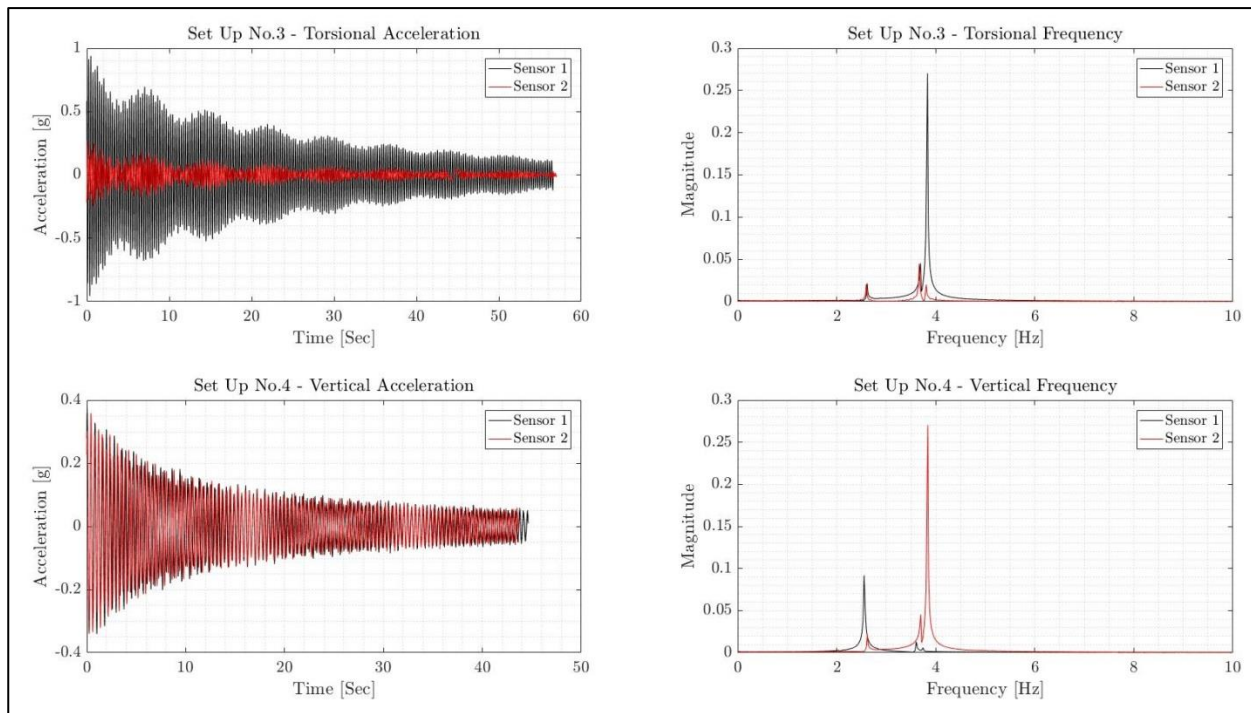 Set Up No.3 - Torsional Acceleration
1
0.5
0
-0.5
-1
Acceleration [g]
Sensor 1
Sensor 2
0 10 20 30 40 50 60
Time [Sec]
Set Up No.3 - Torsional Frequency
0.3
0.25
0.2
0.15
0.1
0.05
0
Magnitude
Sensor 1
Sensor 2
0 2 4 6 8 10
Frequency [Hz]
Set Up No.4 - Vertical Acceleration
0.4
0.2
0
-0.2
-0.4
Acceleration [g]
Sensor 1
Sensor 2
0 10 20 30 40 50
Time [Sec]
Set Up No.4 - Vertical Frequency
0.3
0.25
0.2
0.15
0.1
0.05
0
Magnitude
Sensor 1
Sensor 2
0 2 4 6 8 10
Frequency [Hz]